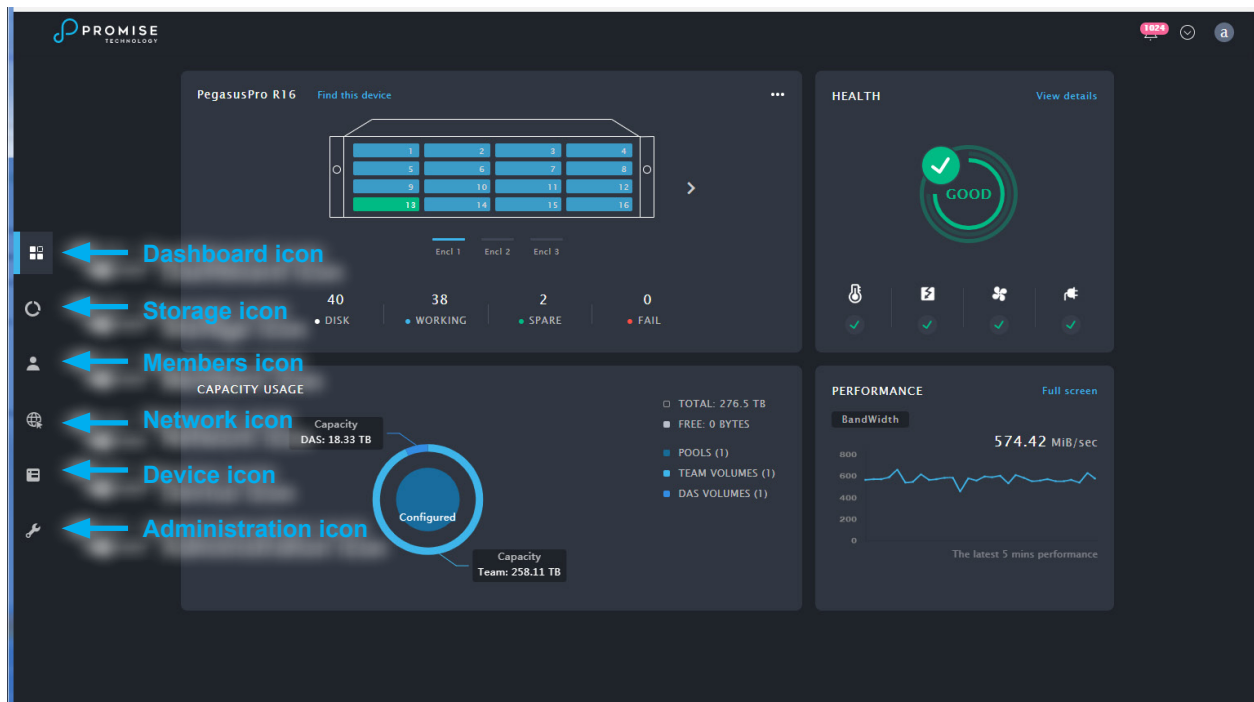 PROMISE
TECHNOLOGY
1024
a
PegasusPro R16 Find this device
1 2 3 4
5 6 7 8
9 10 11 12
13 14 15 16
Encl 1 Encl 2 Encl 3
40 38 2 0
DISK WORKING SPARE FAIL
HEALTH View details
GOOD
Dashboard icon
Storage icon
Members icon
Network icon
Device icon
Administration icon
CAPACITY USAGE
Capacity
DAS: 18.33 TB
Configured
Capacity
Team: 258.11 TB
TOTAL: 276.5 TB
FREE: 0 BYTES
POOLS (1)
TEAM VOLUMES (1)
DAS VOLUMES (1)
PERFORMANCE Full screen
BandWidth
574.42 MiB/sec
800
600
400
200
0
The latest 5 mins performance